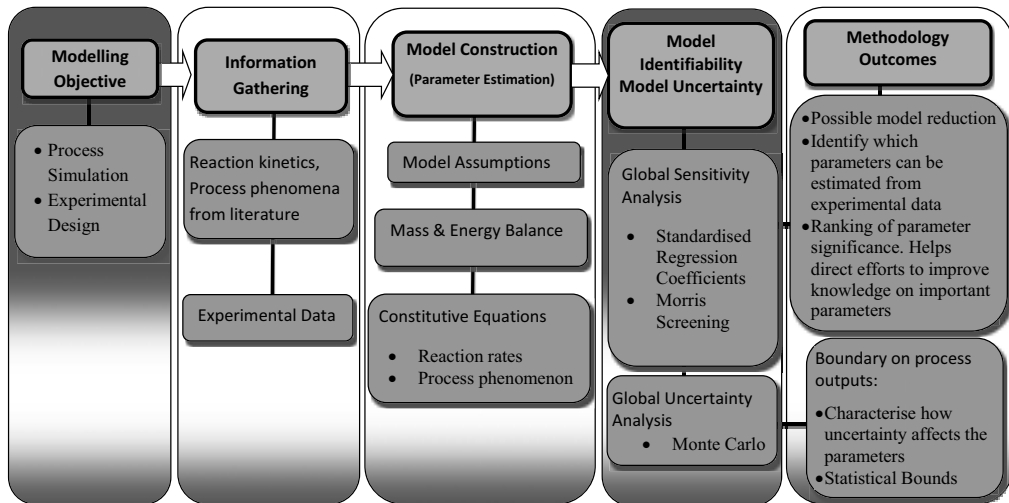 Modelling
Objective
• Process
Simulation
• Experimental
Design
Information
Gathering
Reaction kinetics,
Process phenomena
from literature
Experimental Data
Model Construction
(Parameter Estimation)
Model Assumptions
Mass & Energy Balance
Constitutive Equations
• Reaction rates
• Process phenomenon
Model
Identifiability
Model Uncertainty
Global Sensitivity
Analysis
• Standardised
Regression
Coefficients
• Morris
Screening
Global Uncertainty
Analysis
• Monte Carlo
Methodology
Outcomes
•Possible model reduction
•Identify which
parameters can be
estimated from
experimental data
•Ranking of parameter
significance. Helps
direct efforts to improve
knowledge on important
parameters
Boundary on process
outputs:
•Characterise how
uncertainty affects the
parameters
•Statistical Bounds